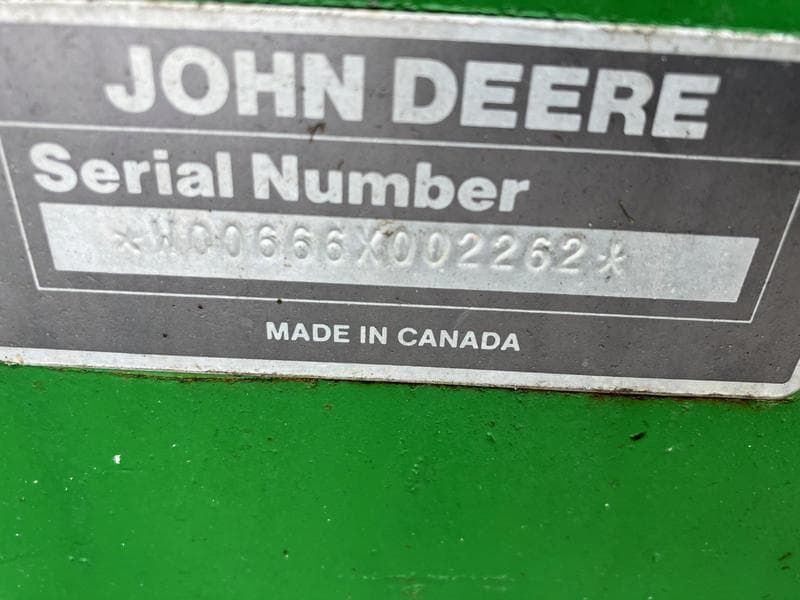 JOHN DEERE
Serial Number
*W00666X002262*
MADE IN CANADA